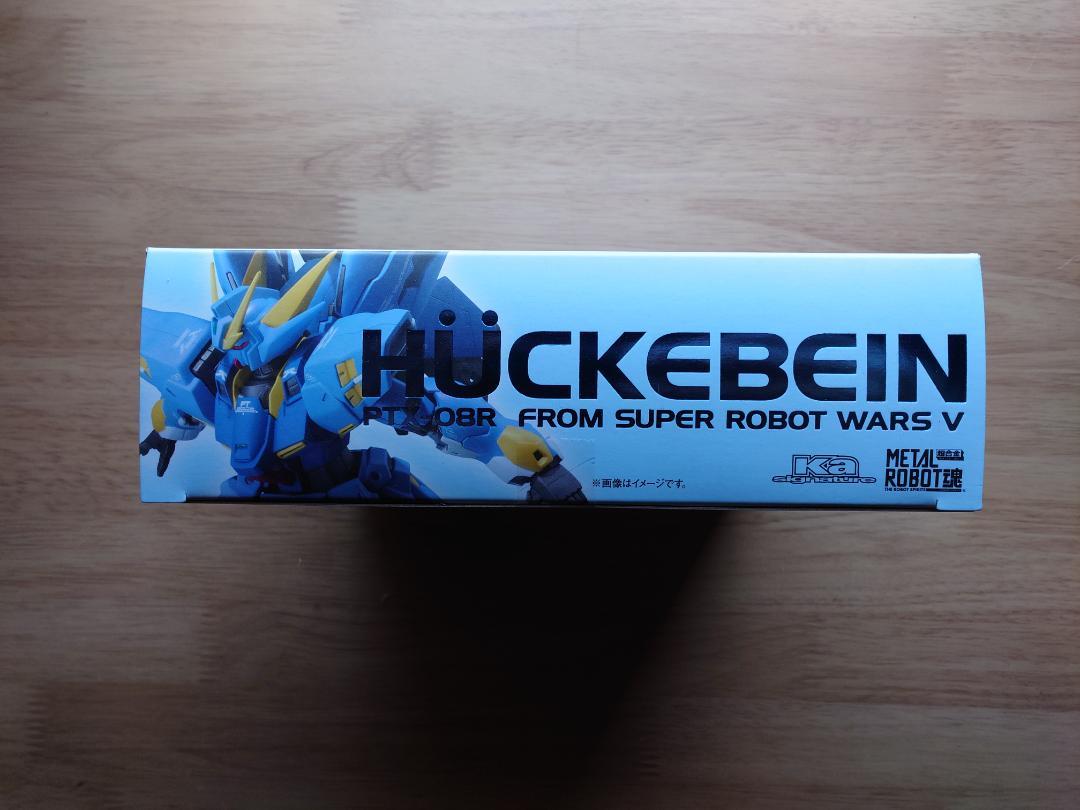 HÜCKEBEIN
PTX-08R FROM SUPER ROBOT WARS V
※画像はイメージです。
Ka
signature
METAL
超合金
ROBOT魂
THE ROBOT SPIRITS